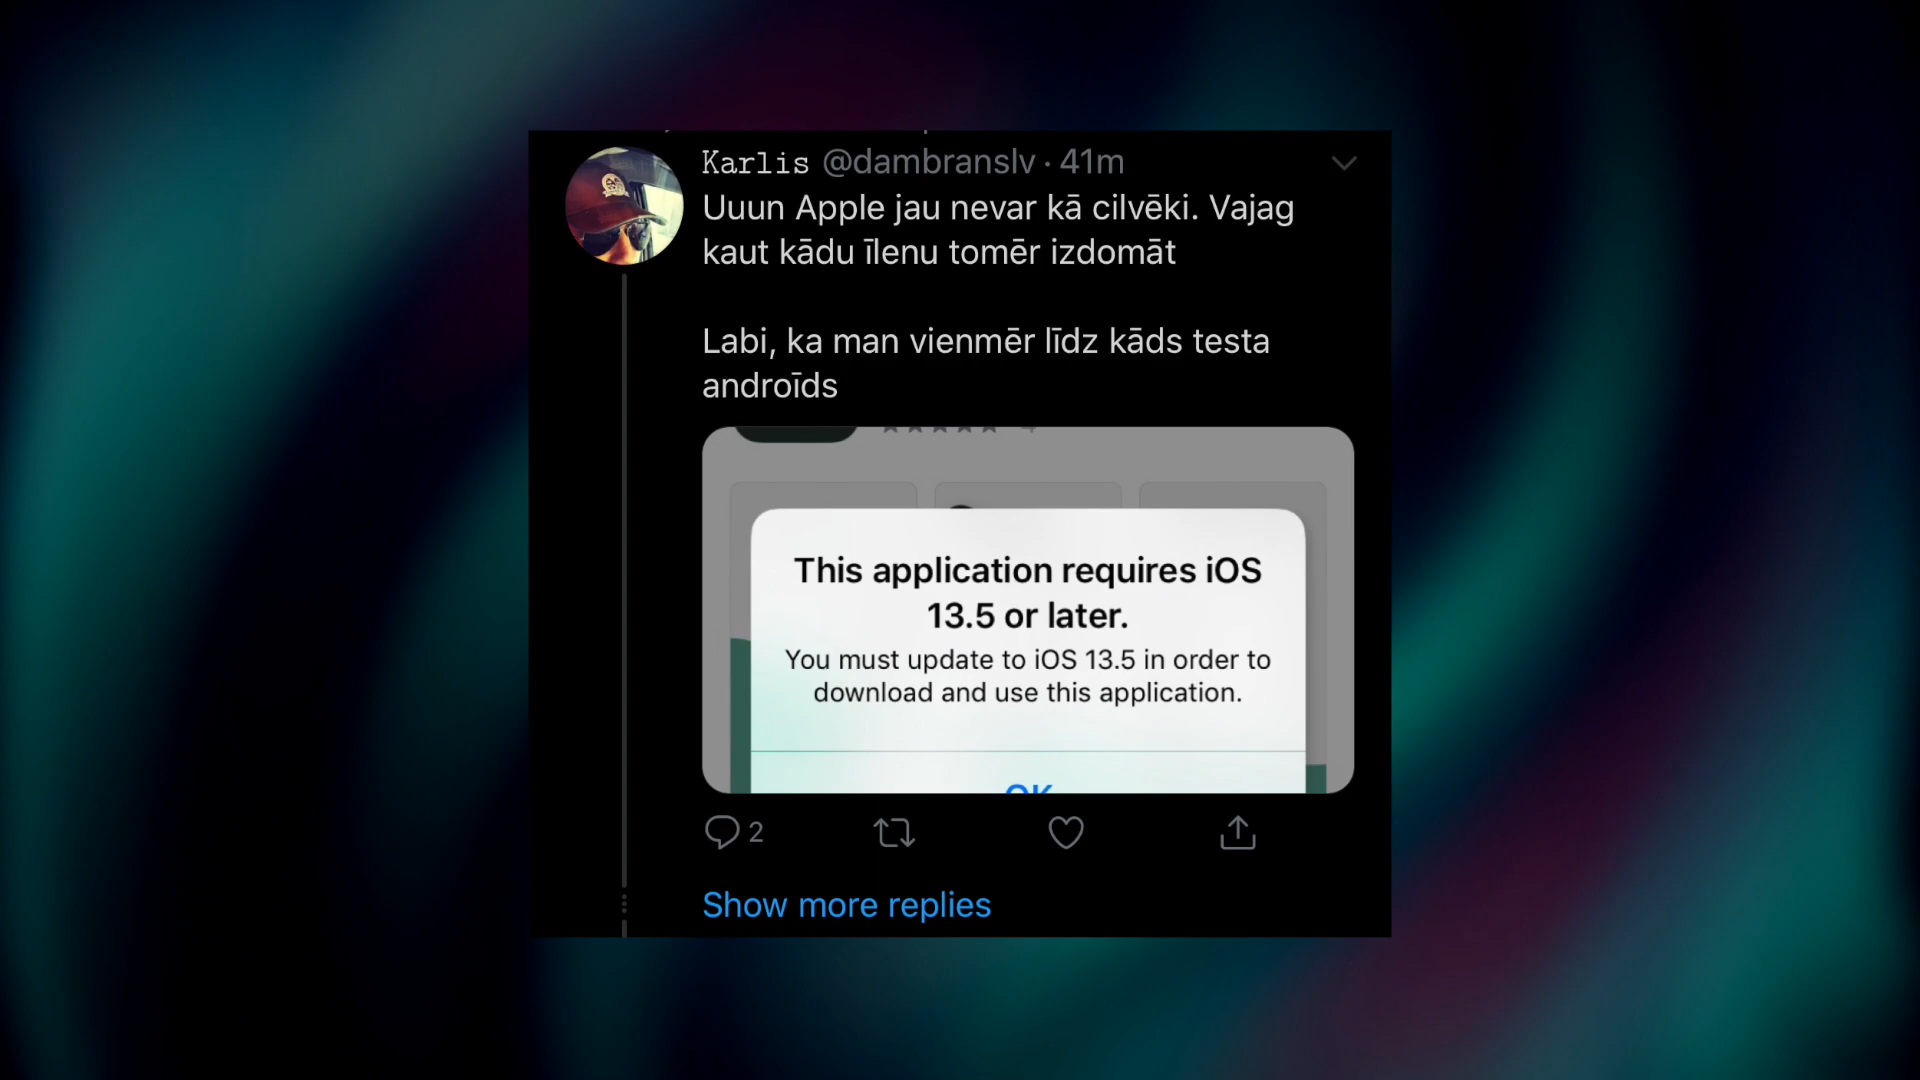 Karlis @dambranslv · 41m
Uuun Apple jau nevar kā cilvēki. Vajag
kaut kādu īlenu tomēr izdomāt
Labi, ka man vienmēr līdz kāds testa
androīds
This application requires iOS
13.5 or later.
You must update to iOS 13.5 in order to
download and use this application.
OK
2
Show more replies